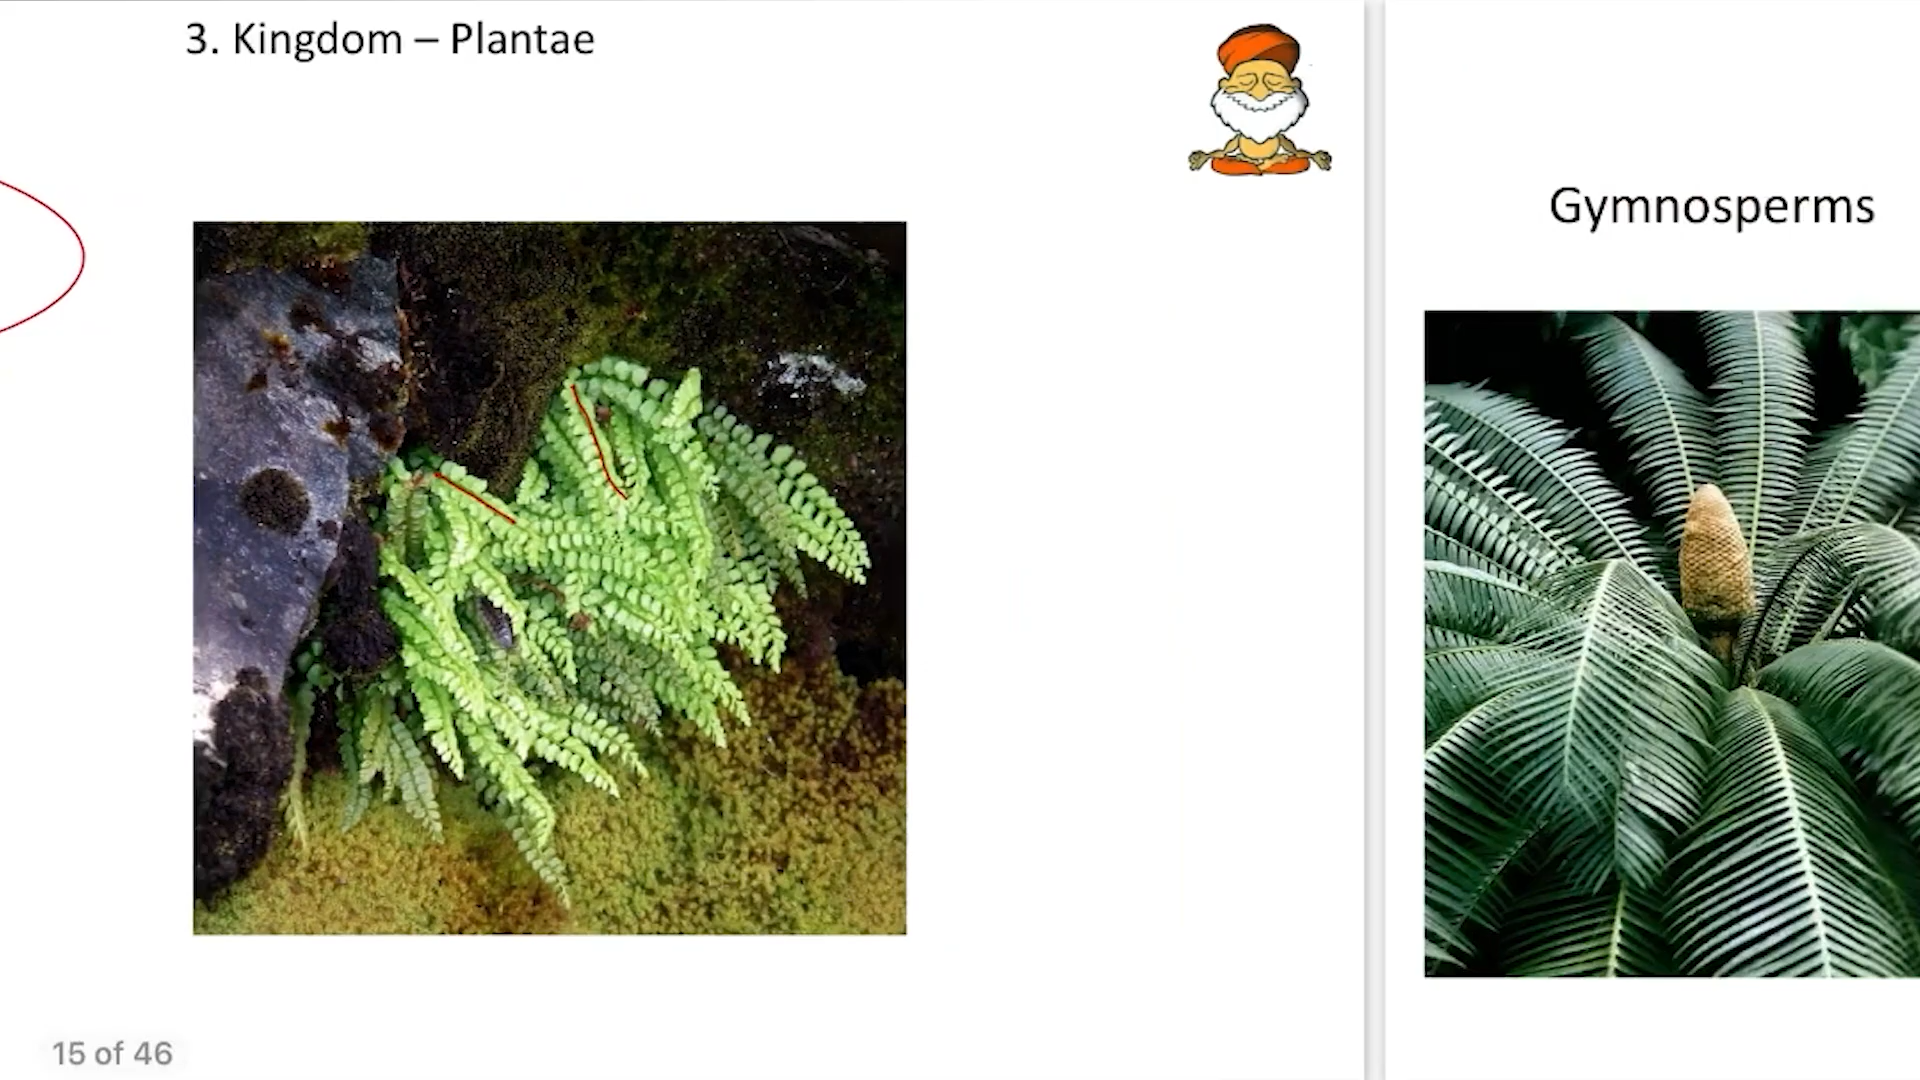 3. Kingdom – Plantae
Gymnosperms
15 of 46